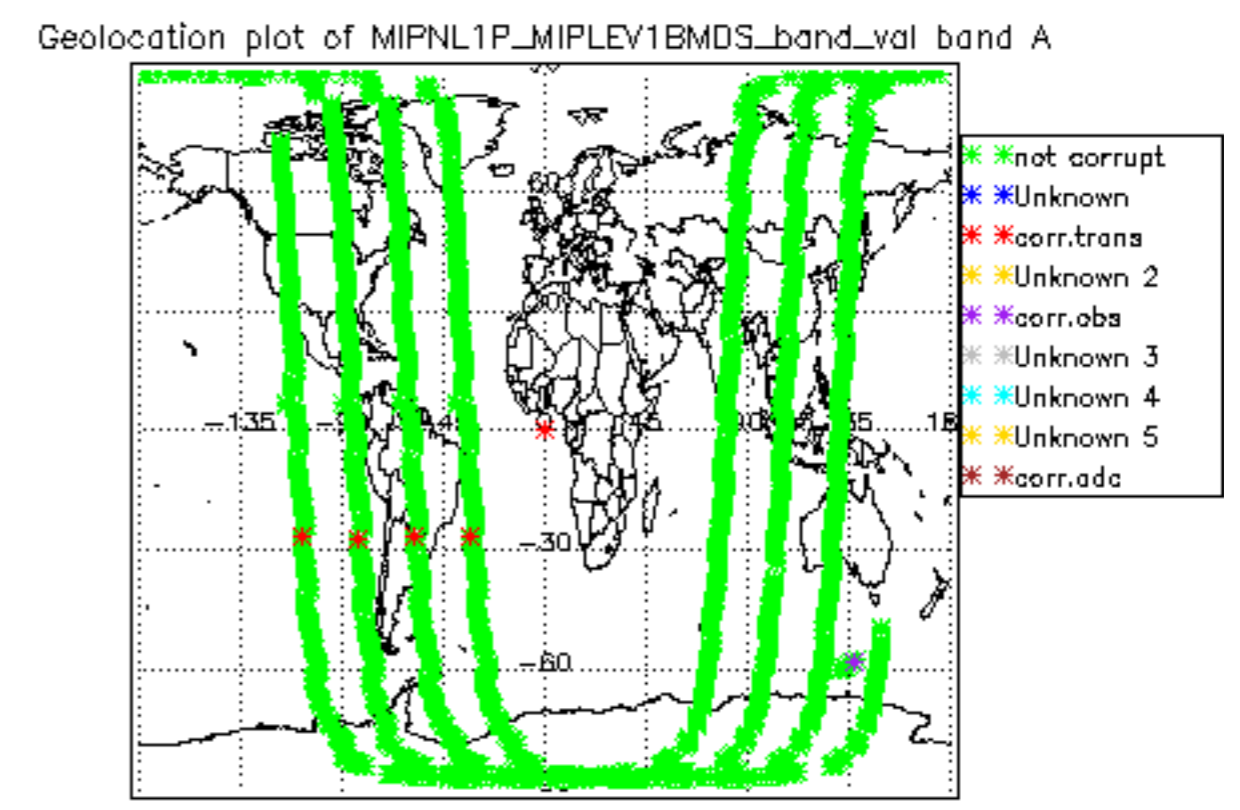 Geolocation plot of MIPNL1P_MIPLEV1BMDS_band_val band A
not corrupt
Unknown
corr.trans
Unknown 2
corr.obs
Unknown 3
Unknown 4
Unknown 5
corr.adc
60
-135
-30
-60